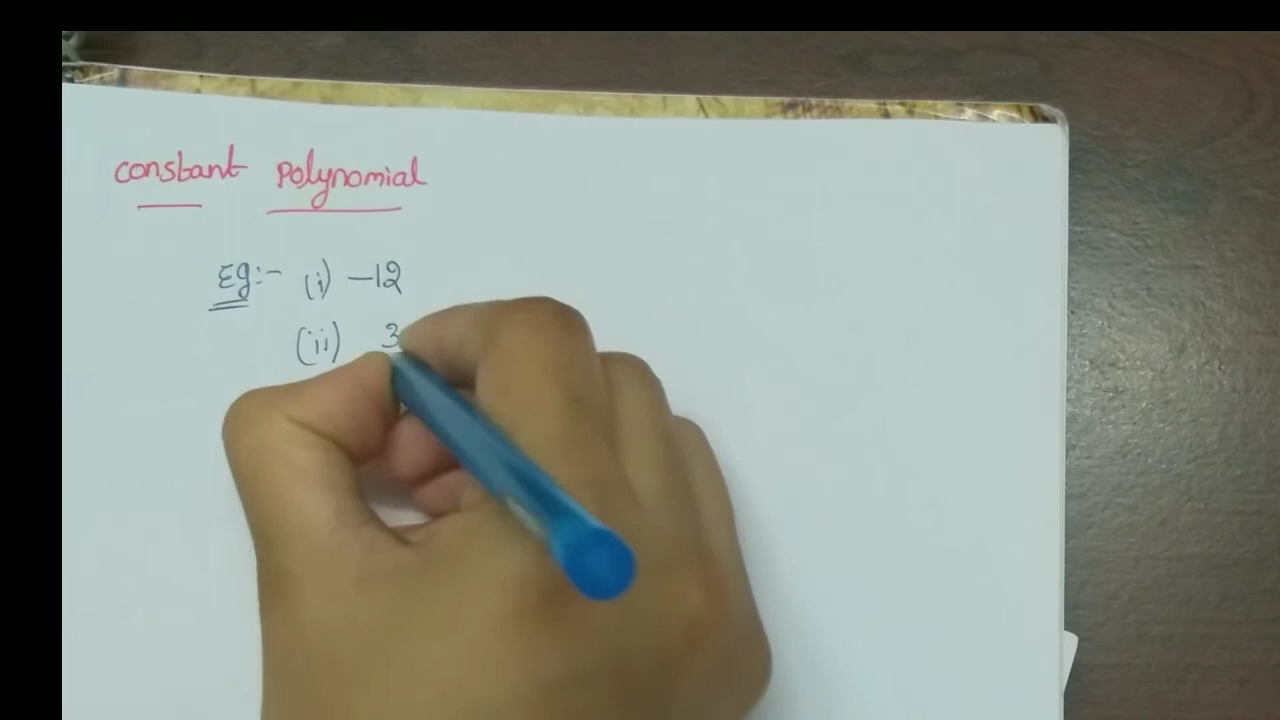 constant polynomial
Eg:- (i) -12
(ii) 3